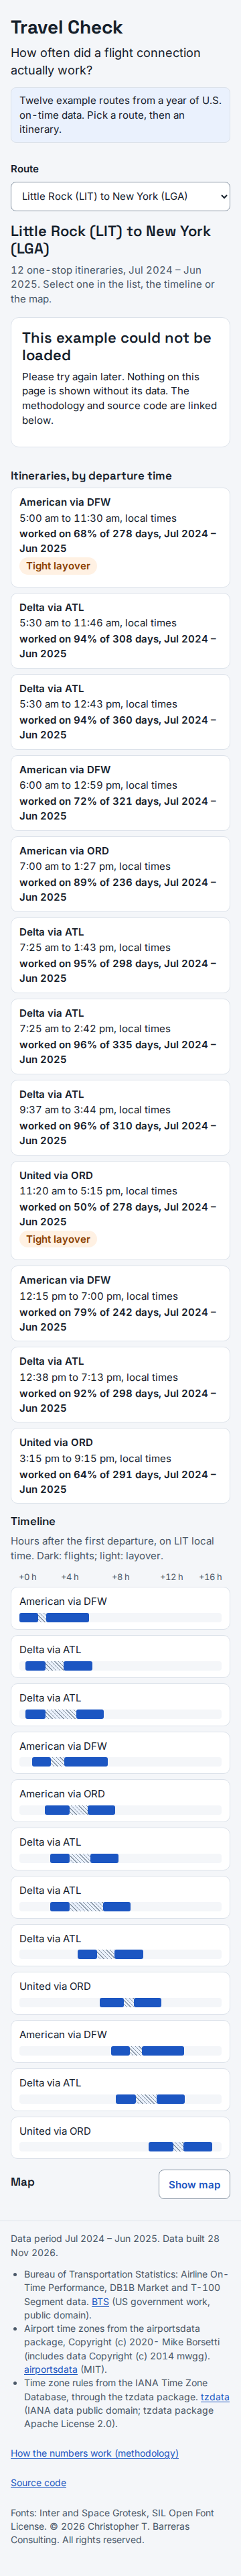 Travel Check
How often did a flight connection
actually work?
Twelve example routes from a year of U.S.
on-time data. Pick a route, then an
itinerary.
Route
Little Rock (LIT) to New York (LGA)
Little Rock (LIT) to New York
(LGA)
12 one-stop itineraries, Jul 2024 – Jun
2025. Select one in the list, the timeline or
the map.
This example could not be
loaded
Please try again later. Nothing on this
page is shown without its data. The
methodology and source code are linked
below.
Itineraries, by departure time
American via DFW
5:00 am to 11:30 am, local times
worked on 68% of 278 days, Jul 2024 –
Jun 2025
Tight layover
Delta via ATL
5:30 am to 11:46 am, local times
worked on 94% of 308 days, Jul 2024 –
Jun 2025
Delta via ATL
5:30 am to 12:43 pm, local times
worked on 94% of 360 days, Jul 2024 –
Jun 2025
American via DFW
6:00 am to 12:59 pm, local times
worked on 72% of 321 days, Jul 2024 –
Jun 2025
American via ORD
7:00 am to 1:27 pm, local times
worked on 89% of 236 days, Jul 2024 –
Jun 2025
Delta via ATL
7:25 am to 1:43 pm, local times
worked on 95% of 298 days, Jul 2024 –
Jun 2025
Delta via ATL
7:25 am to 2:42 pm, local times
worked on 96% of 335 days, Jul 2024 –
Jun 2025
Delta via ATL
9:37 am to 3:44 pm, local times
worked on 96% of 310 days, Jul 2024 –
Jun 2025
United via ORD
11:20 am to 5:15 pm, local times
worked on 50% of 278 days, Jul 2024 –
Jun 2025
Tight layover
American via DFW
12:15 pm to 7:00 pm, local times
worked on 79% of 242 days, Jul 2024 –
Jun 2025
Delta via ATL
12:38 pm to 7:13 pm, local times
worked on 92% of 298 days, Jul 2024 –
Jun 2025
United via ORD
3:15 pm to 9:15 pm, local times
worked on 64% of 291 days, Jul 2024 –
Jun 2025
Timeline
Hours after the first departure, on LIT local
time. Dark: flights; light: layover.
+0 h +4 h +8 h +12 h +16 h
American via DFW
Delta via ATL
Delta via ATL
American via DFW
American via ORD
Delta via ATL
Delta via ATL
Delta via ATL
United via ORD
American via DFW
Delta via ATL
United via ORD
Map
Show map
Data period Jul 2024 – Jun 2025. Data built 28
Nov 2026.
• Bureau of Transportation Statistics: Airline On-
Time Performance, DB1B Market and T-100
Segment data. BTS (US government work,
public domain).
• Airport time zones from the airportsdata
package, Copyright (c) 2020- Mike Borsetti
(includes data Copyright (c) 2014 mwgg).
airportsdata (MIT).
• Time zone rules from the IANA Time Zone
Database, through the tzdata package. tzdata
(IANA data public domain; tzdata package
Apache License 2.0).
How the numbers work (methodology)
Source code
Fonts: Inter and Space Grotesk, SIL Open Font
License. © 2026 Christopher T. Barreras
Consulting. All rights reserved.